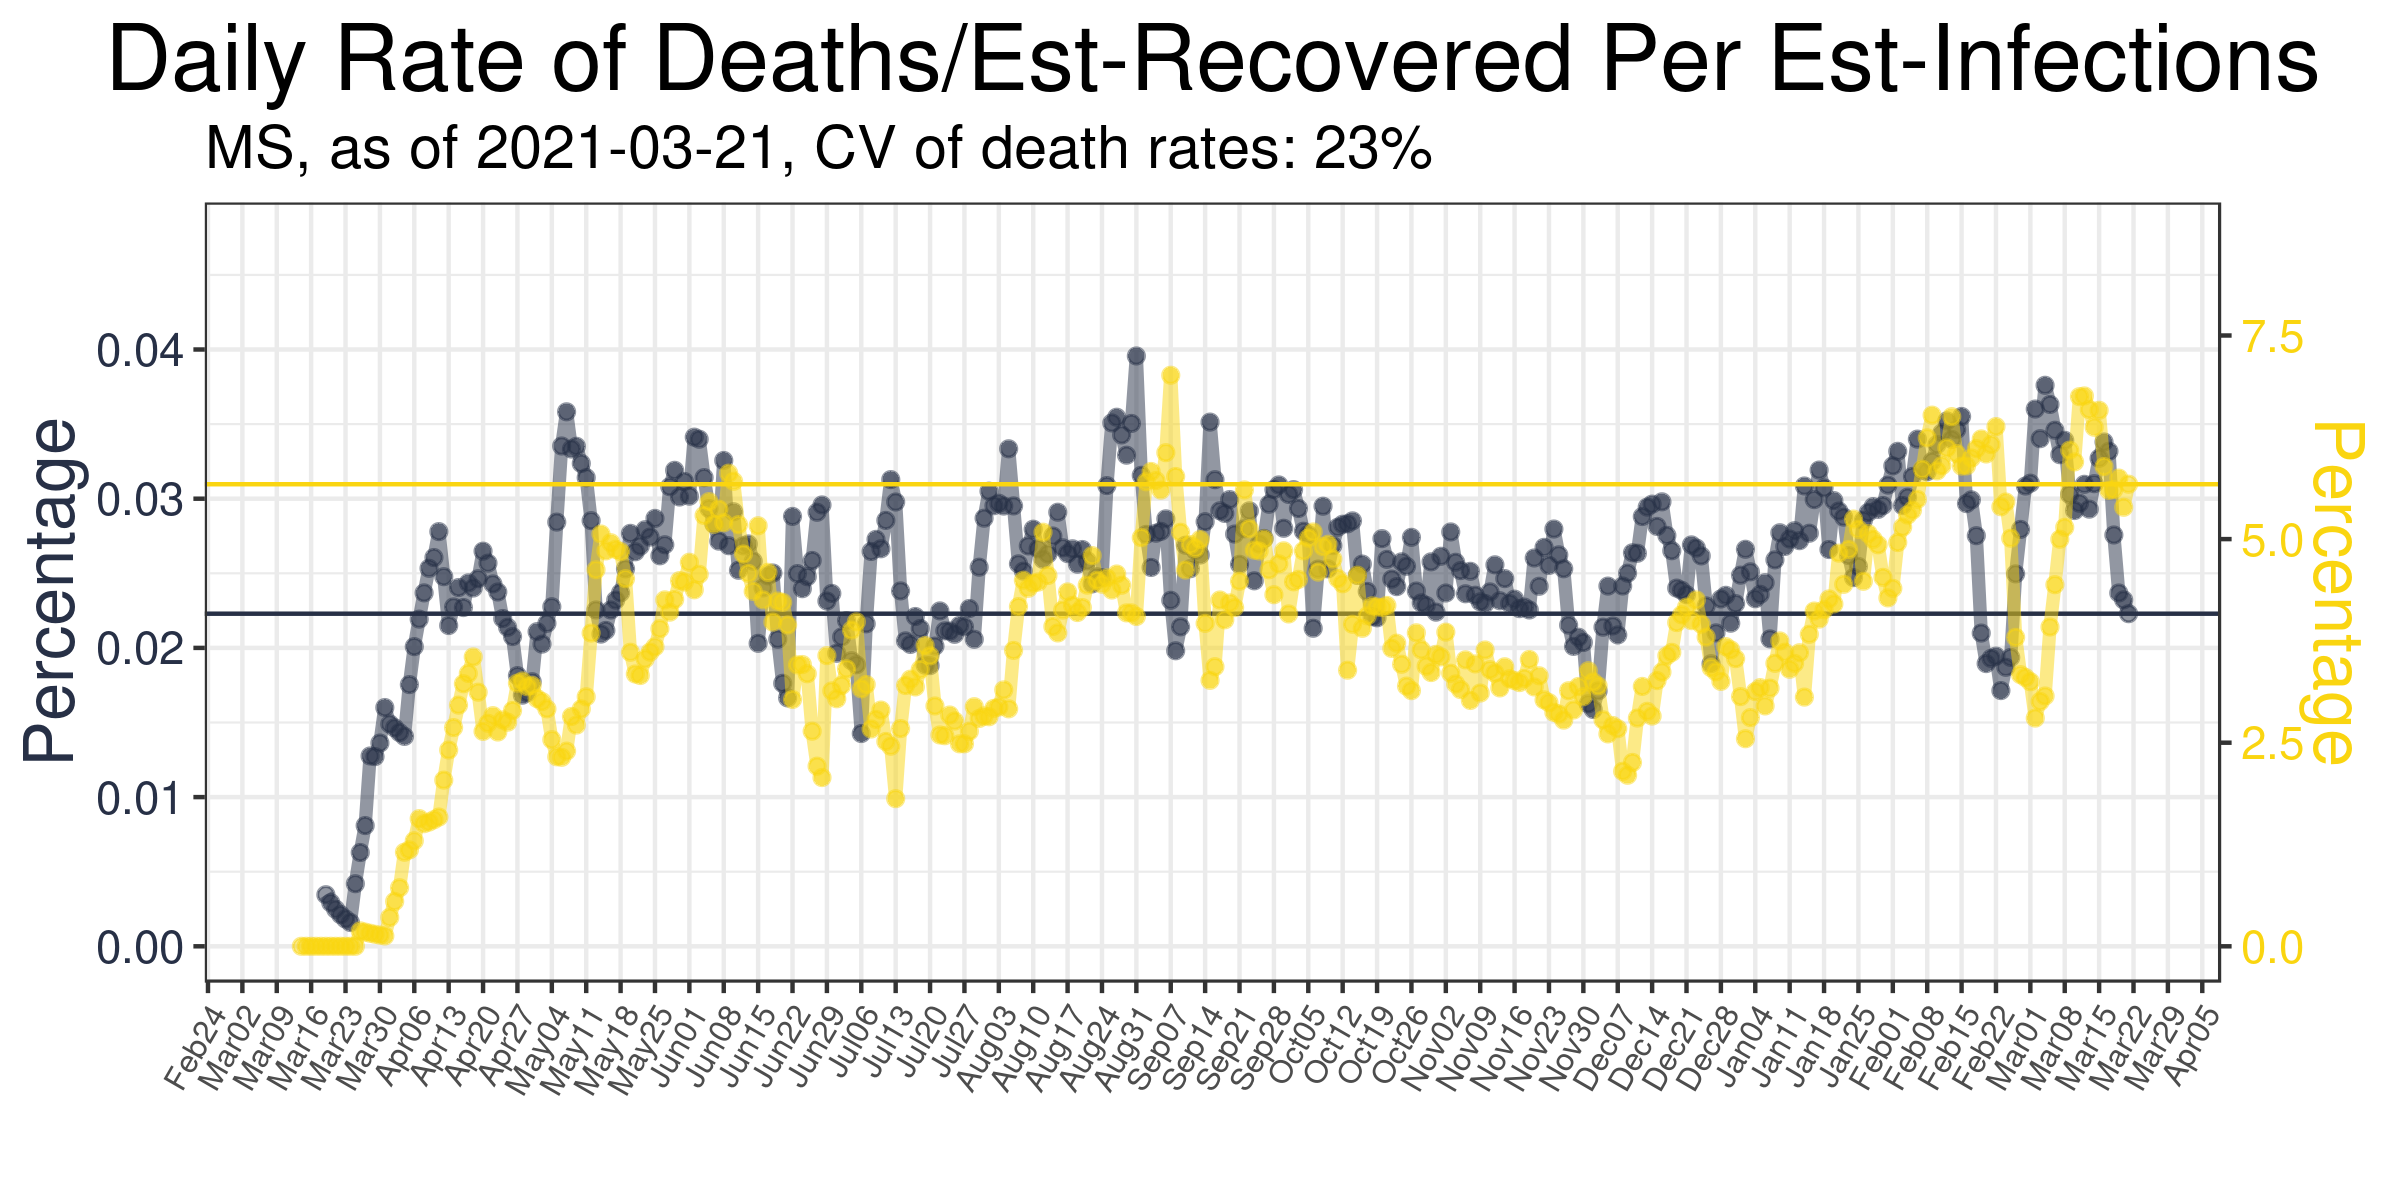 Daily Rate of Deaths/Est-Recovered Per Est-Infections
MS, as of 2021-03-21, CV of death rates: 23%
Percentage
0.04
0.03
0.02
0.01
0.00
7.5
5.0
2.5
0.0
Percentage
Feb24
Mar02
Mar09
Mar16
Mar23
Mar30
Apr06
Apr13
Apr20
Apr27
May04
May11
May18
May25
Jun01
Jun08
Jun15
Jun22
Jun29
Jul06
Jul13
Jul20
Jul27
Aug03
Aug10
Aug17
Aug24
Aug31
Sep07
Sep14
Sep21
Sep28
Oct05
Oct12
Oct19
Oct26
Nov02
Nov09
Nov16
Nov23
Nov30
Dec07
Dec14
Dec21
Dec28
Jan04
Jan11
Jan18
Jan25
Feb01
Feb08
Feb15
Feb22
Mar01
Mar08
Mar15
Mar22
Mar29
Apr05